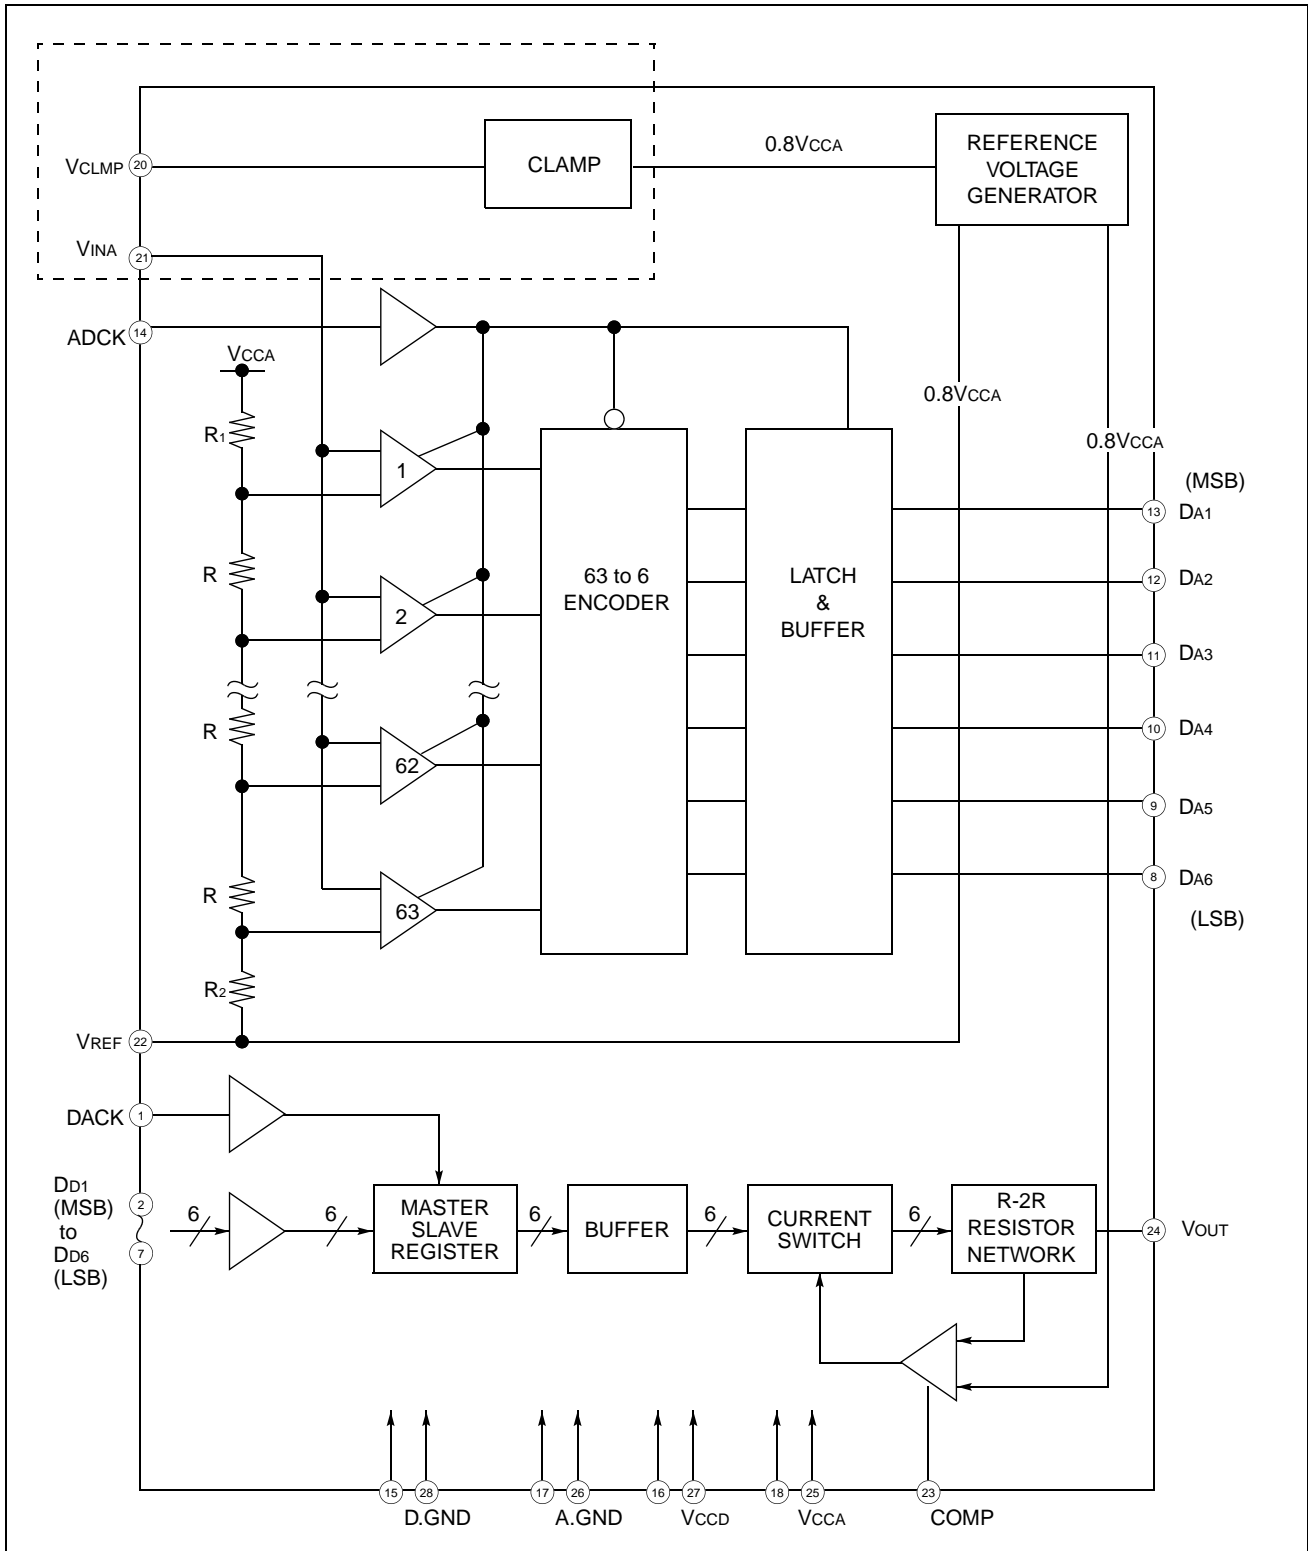 VCLMP
20
CLAMP
0.8VCCA
REFERENCE
VOLTAGE
GENERATOR
VINA
21
ADCK
14
VCCA
0.8VCCA
0.8VCCA
R1
1
(MSB)
13
DA1
R
2
63 to 6
ENCODER
LATCH
&
BUFFER
12
DA2
11
DA3
R
62
10
DA4
9
DA5
R
63
8
DA6
(LSB)
R2
VREF
22
DACK
1
DD1
(MSB)
to
DD6
(LSB)
2
7
6
6
MASTER
SLAVE
REGISTER
6
BUFFER
6
CURRENT
SWITCH
6
R-2R
RESISTOR
NETWORK
24
VOUT
15
28
17
26
16
27
18
25
23
D.GND
A.GND
VCCD
VCCA
COMP